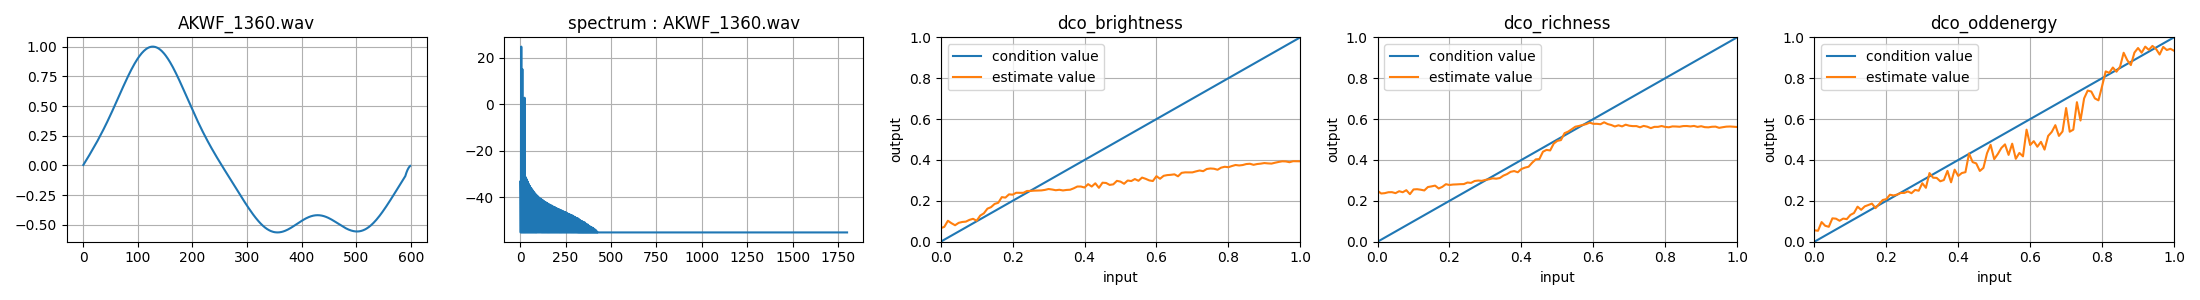 AKWF_1360.wav
1.00
0.75
0.50
0.25
0.00
−0.25
−0.50
0 100 200 300 400 500 600
spectrum : AKWF_1360.wav
20
0
−20
−40
0 250 500 750 1000 1250 1500 1750
dco_brightness
condition value
estimate value
output
1.0
0.8
0.6
0.4
0.2
0.0
0.0 0.2 0.4 0.6 0.8 1.0
input
dco_richness
condition value
estimate value
output
1.0
0.8
0.6
0.4
0.2
0.0
0.0 0.2 0.4 0.6 0.8 1.0
input
dco_oddenergy
condition value
estimate value
output
1.0
0.8
0.6
0.4
0.2
0.0
0.0 0.2 0.4 0.6 0.8 1.0
input